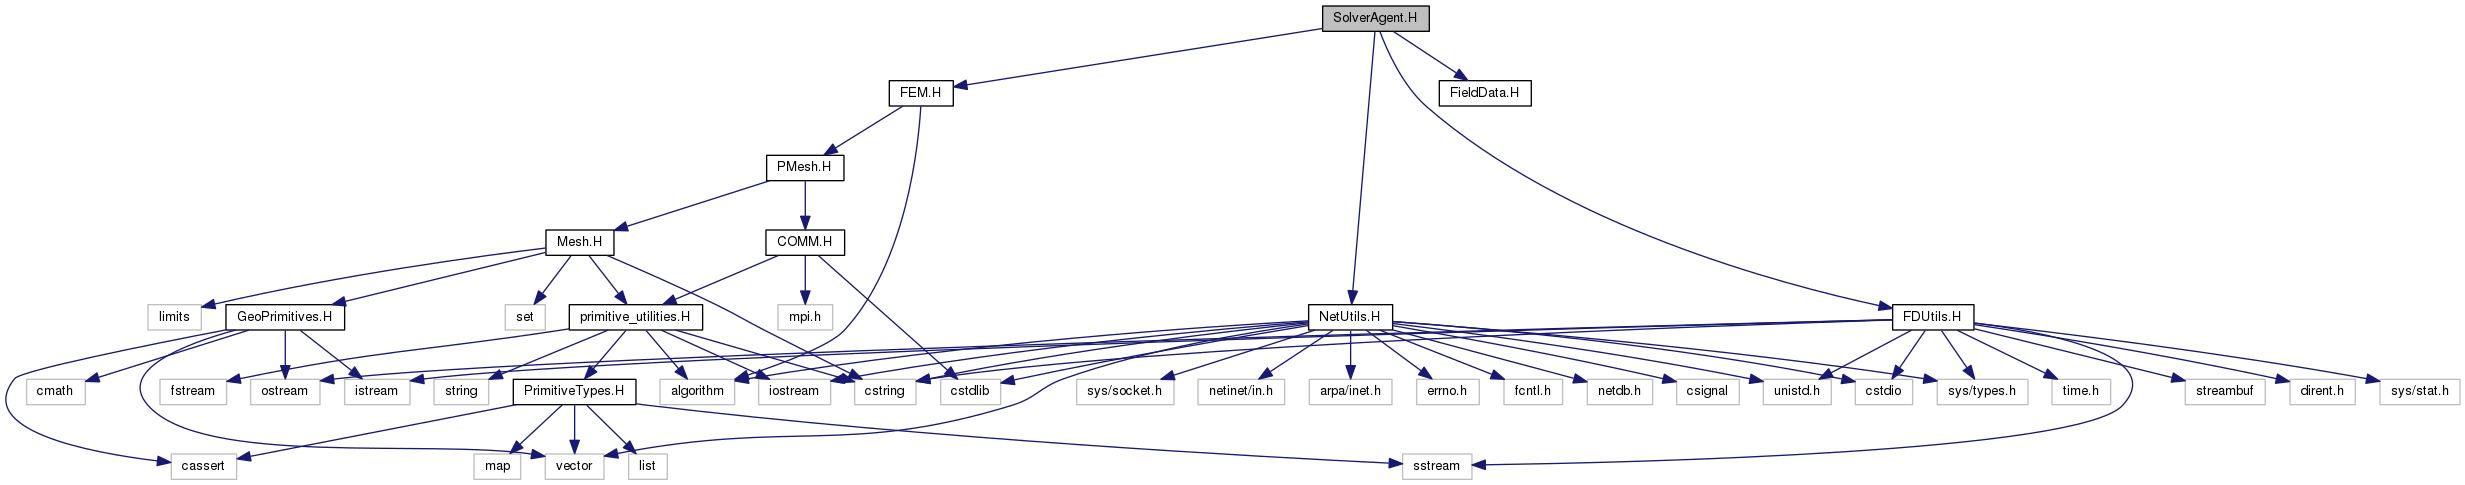 SolverAgent.H
FEM.H
FieldData.H
PMesh.H
Mesh.H
COMM.H
limits
GeoPrimitives.H
set
primitive_utilities.H
mpi.h
NetUtils.H
FDUtils.H
cmath
fstream
ostream
istream
string
PrimitiveTypes.H
algorithm
iostream
cstring
cstdlib
sys/socket.h
netinet/in.h
arpa/inet.h
errno.h
fcntl.h
netdb.h
csignal
unistd.h
cstdio
sys/types.h
time.h
streambuf
dirent.h
sys/stat.h
cassert
map
vector
list
sstream